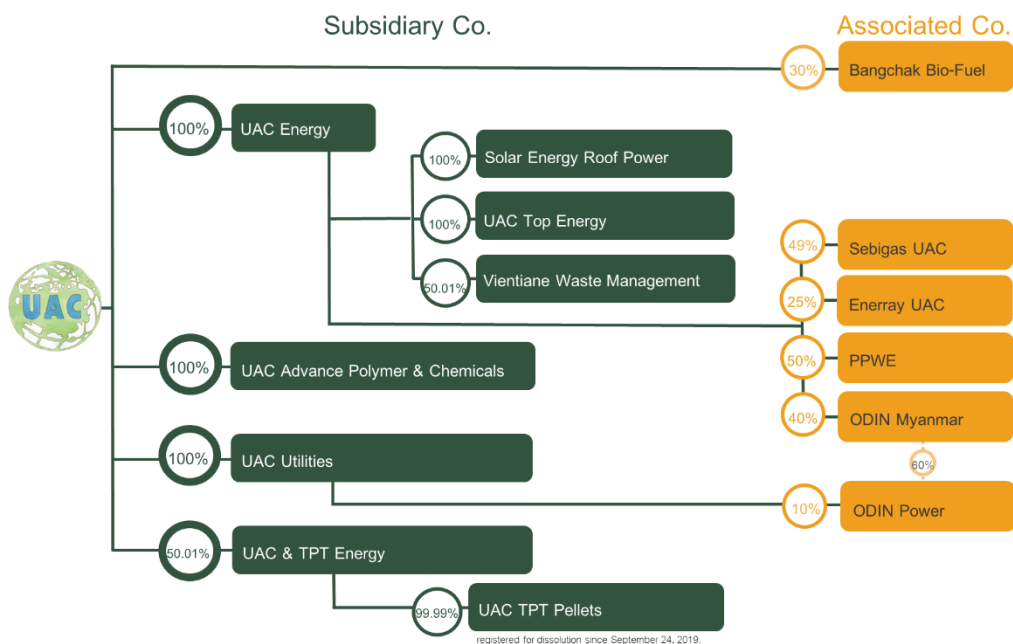 Subsidiary Co.
Associated Co.
30%
Bangchak Bio-Fuel
100%
UAC Energy
100%
Solar Energy Roof Power
100%
UAC Top Energy
49%
Sebigas UAC
50.01%
Vientiane Waste Management
25%
Enerray UAC
UAC
50%
PPWE
100%
UAC Advance Polymer & Chemicals
40%
ODIN Myanmar
100%
UAC Utilities
60%
10%
ODIN Power
50.01%
UAC & TPT Energy
99.99%
UAC TPT Pellets
registered for dissolution since September 24, 2019.